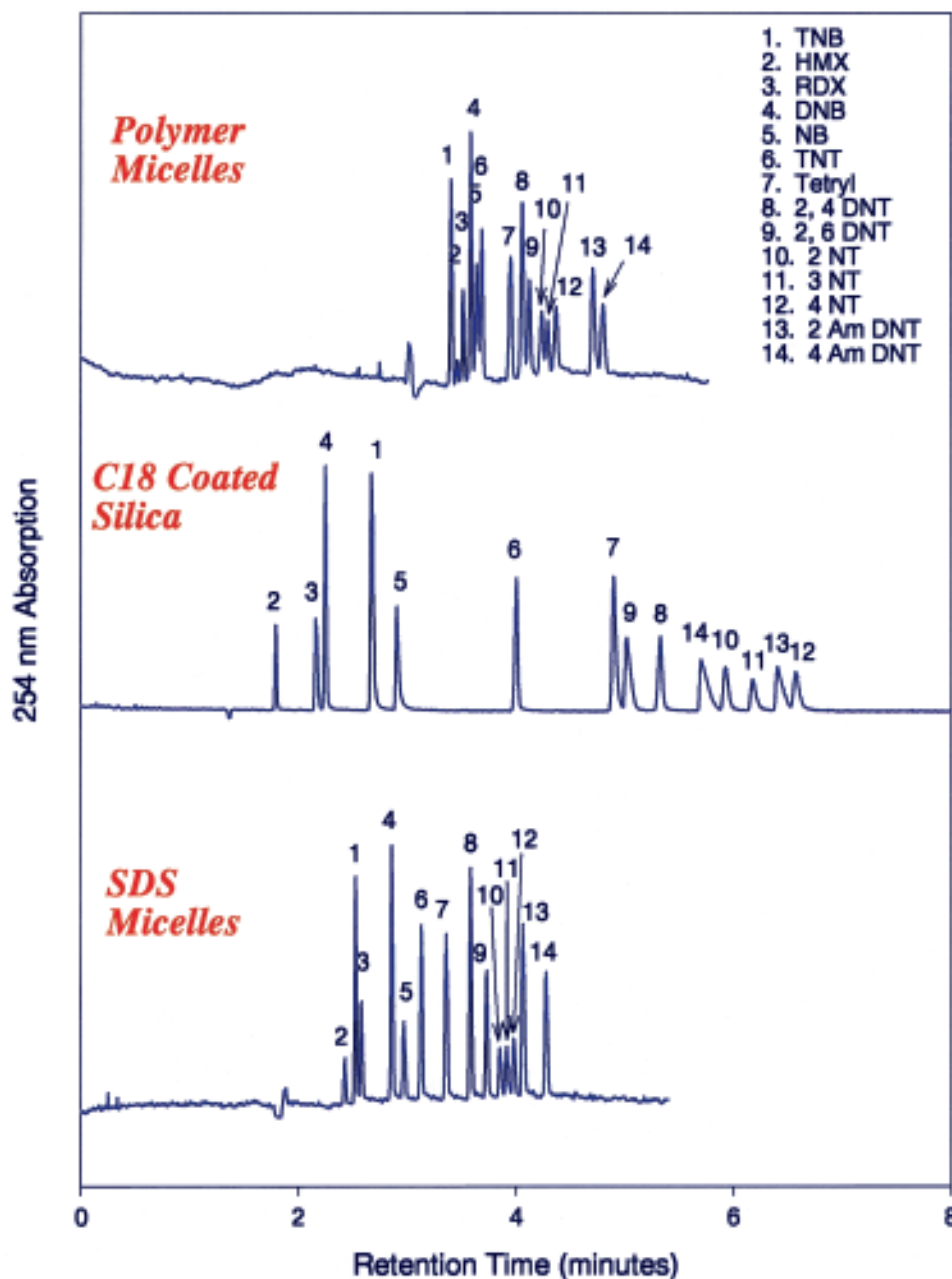 1. TNB
2. HMX
3. RDX
4. DNB
5. NB
6. TNT
7. Tetryl
8. 2, 4 DNT
9. 2, 6 DNT
10. 2 NT
11. 3 NT
12. 4 NT
13. 2 Am DNT
14. 4 Am DNT
Polymer
Micelles
1
2
3
4
5
6
7
8
9
10
11
12
13
14
C18 Coated
Silica
2
3
4
1
5
6
7
9
8
14
10
11
13
12
SDS
Micelles
2
1
3
4
5
6
7
8
9
10
11
12
13
14
254 nm Absorption
0 2 4 6 8
Retention Time (minutes)